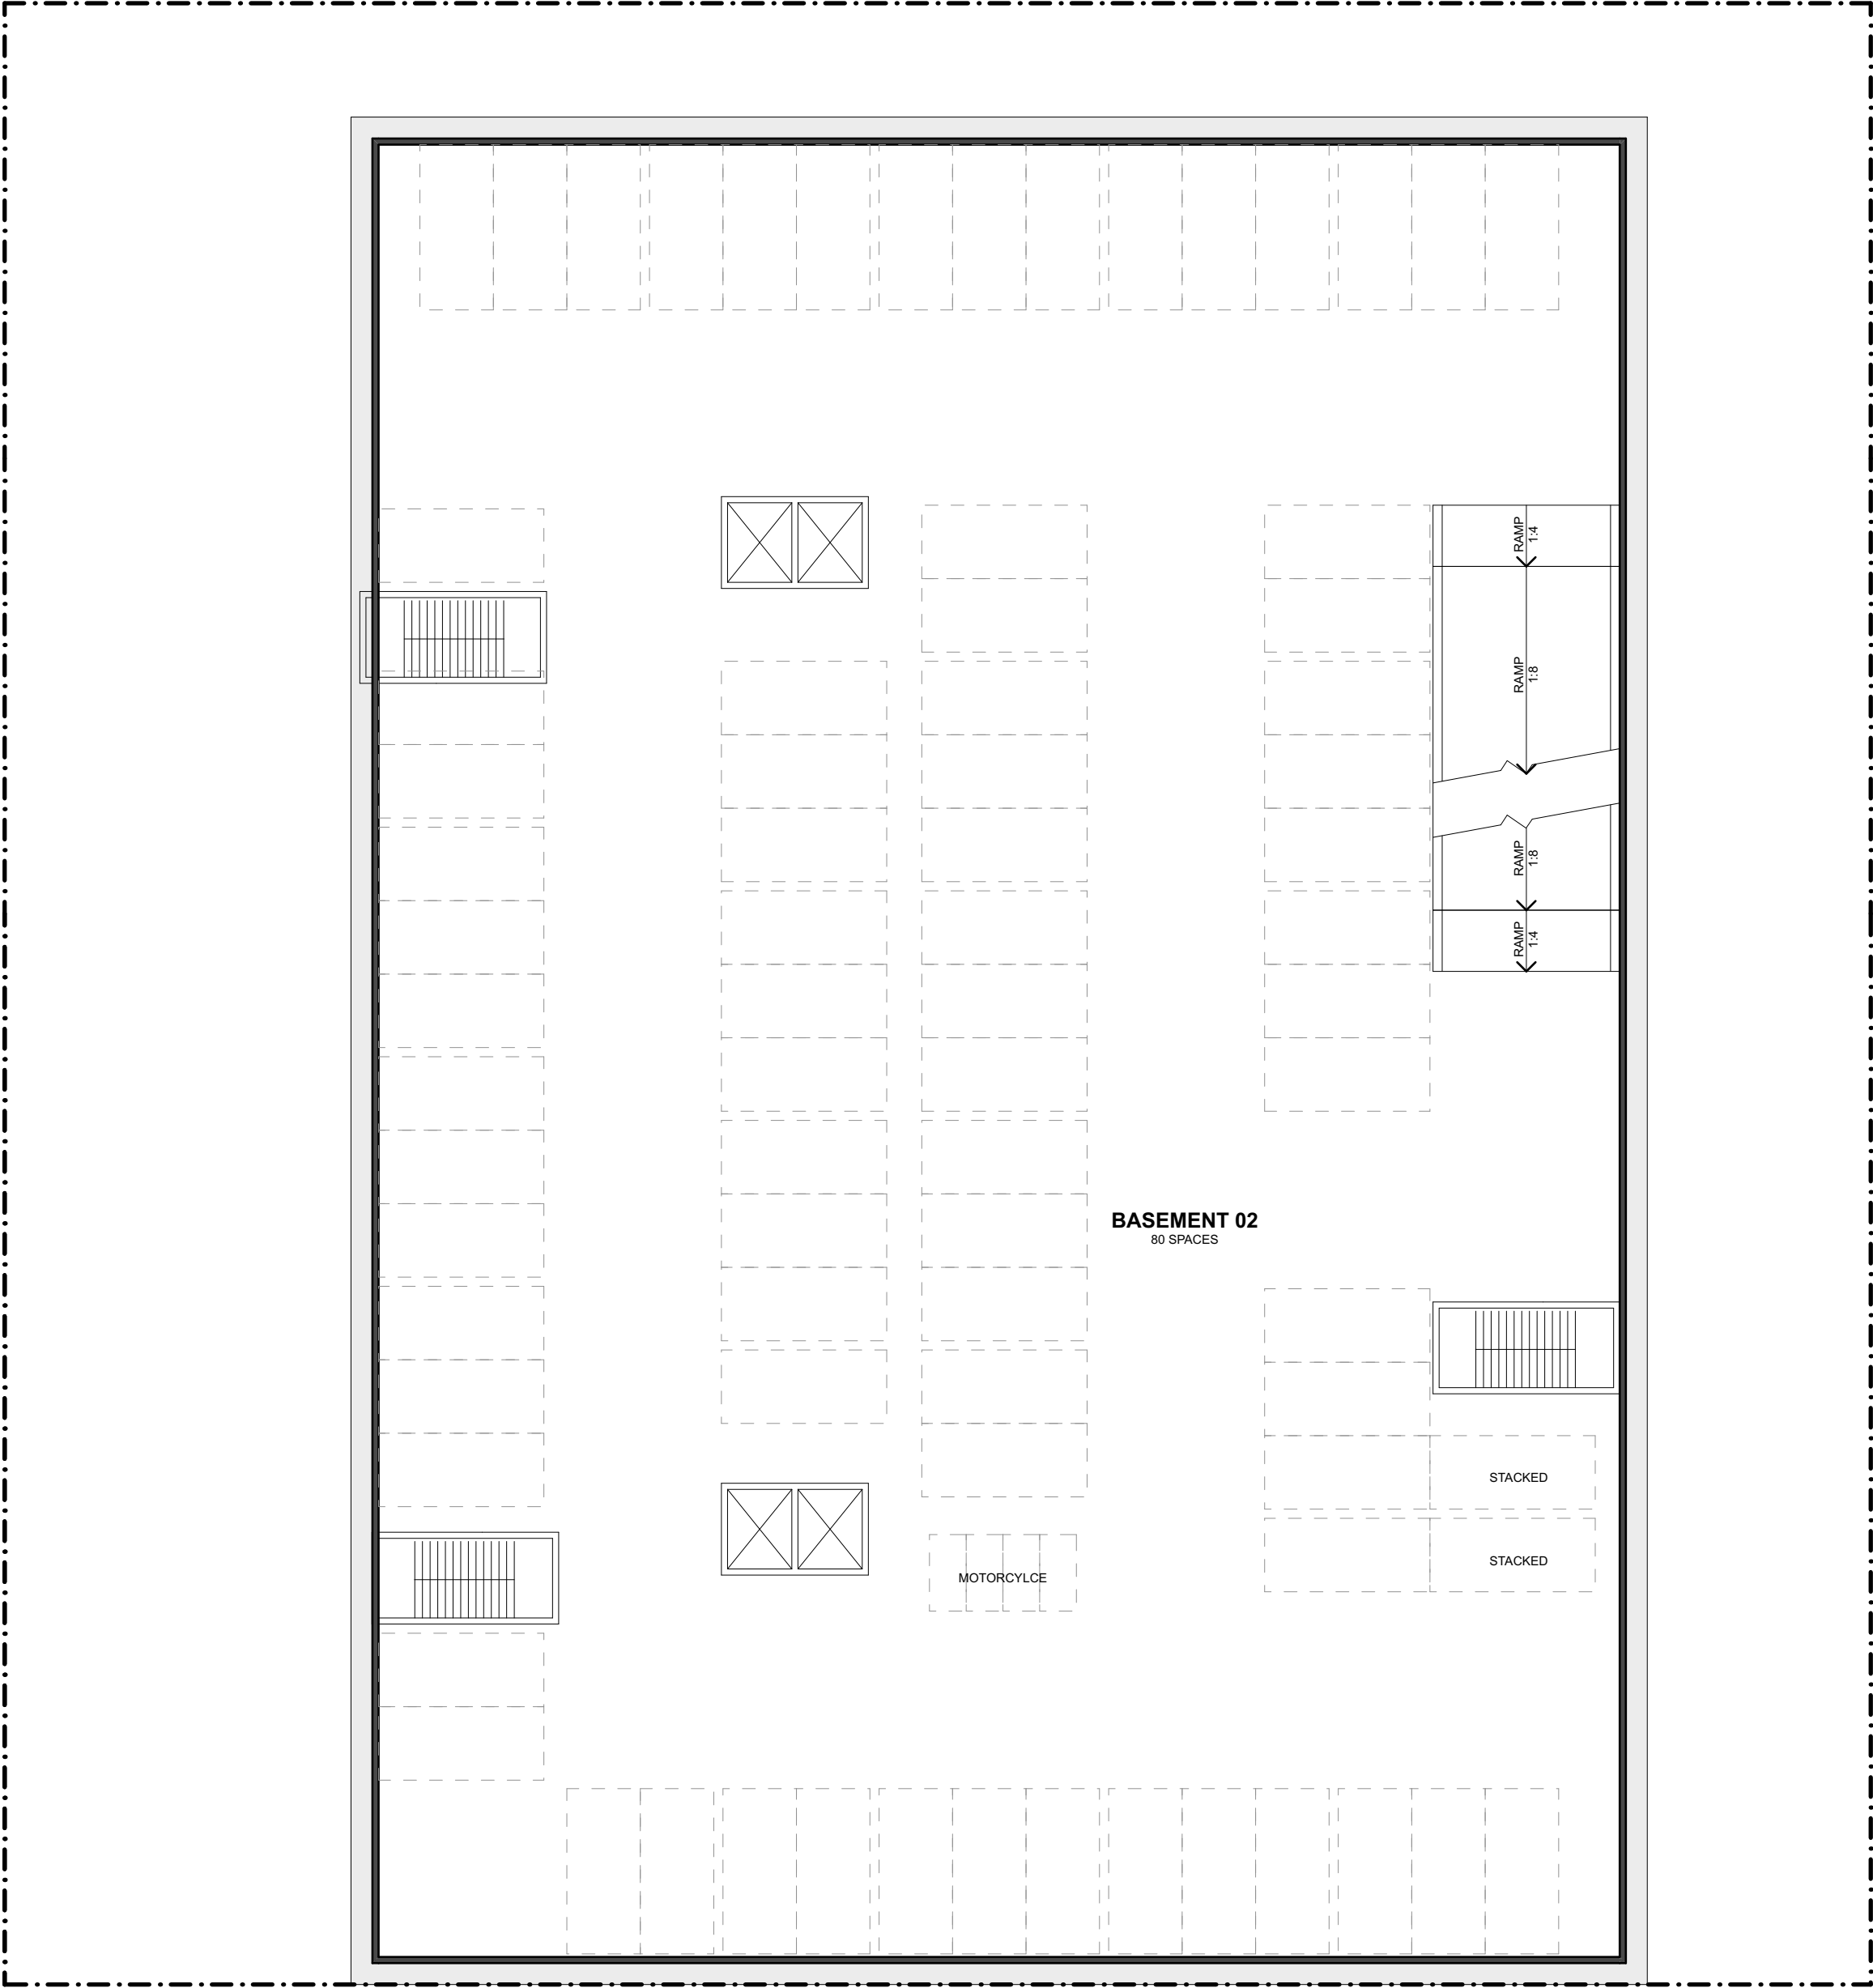 RAMP
1:4
RAMP
1:8
RAMP
1:8
RAMP
1:4
BASEMENT 02
80 SPACES
STACKED
STACKED
MOTORCYLCE